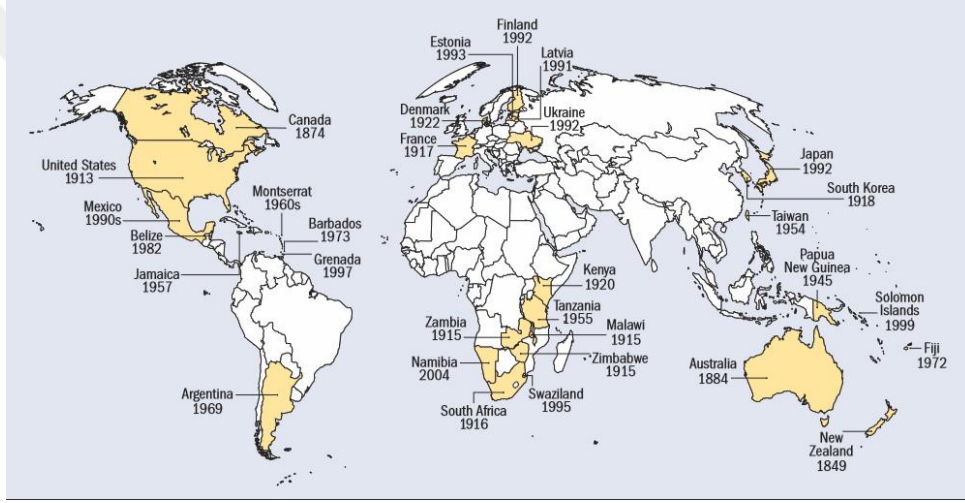 Finland
1992
Estonia
1993
Latvia
1991
Denmark
1922
Ukraine
1992
France
1917
Canada
1874
United States
1913
Mexico
1990s
Belize
1982
Jamaica
1957
Montserrat
1960s
Barbados
1973
Grenada
1997
Japan
1992
South Korea
1918
Taiwan
1954
Papua
New Guinea
1945
Solomon
Islands
1999
Fiji
1972
Kenya
1920
Tanzania
1955
Zambia
1915
Malawi
1915
Namibia
2004
Zimbabwe
1915
Swaziland
1995
South Africa
1916
Argentina
1969
Australia
1884
New
Zealand
1849